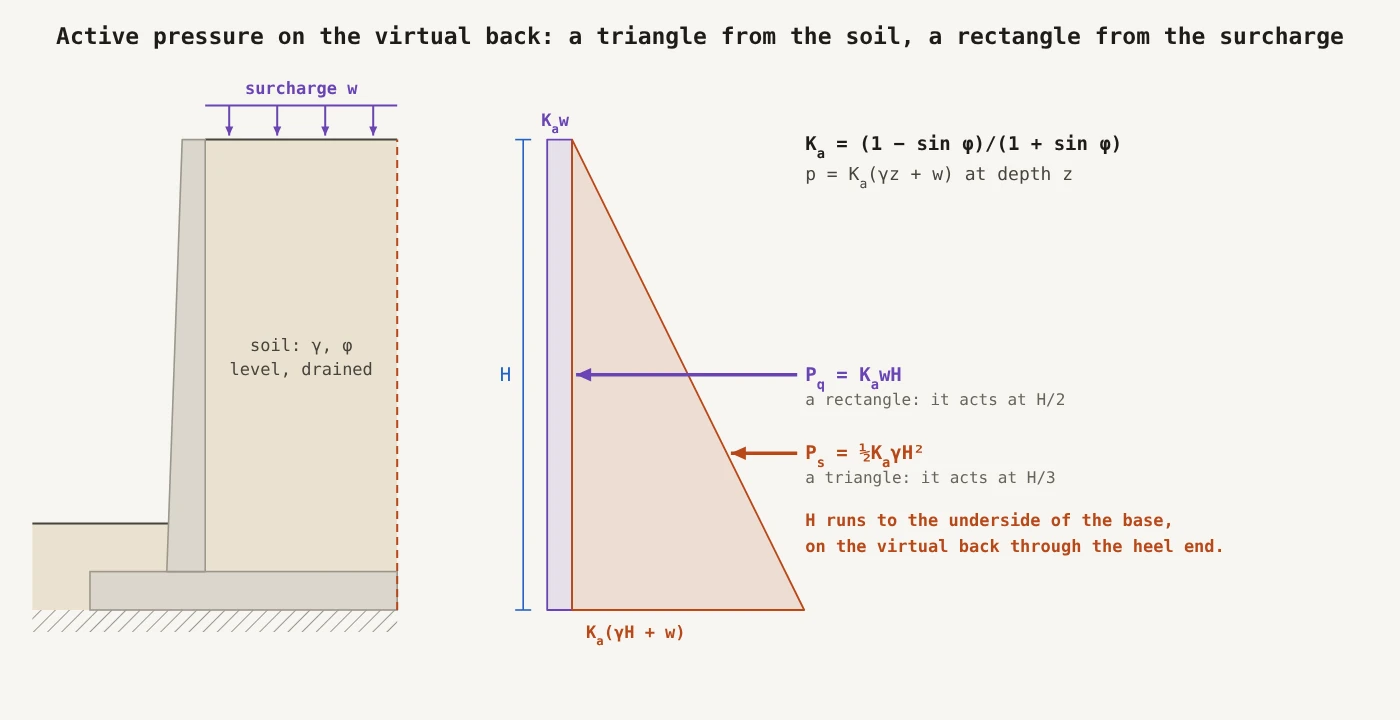 Active pressure on the virtual back: a triangle from the soil, a rectangle from the surcharge
surcharge w
Kₐw
Kₐ = (1 − sin φ)/(1 + sin φ)
p = Kₐ(γz + w) at depth z
soil: γ, φ
level, drained
H
P_q = KₐwH
a rectangle: it acts at H/2
Pₛ = ½KₐγH²
a triangle: it acts at H/3
H runs to the underside of the base,
on the virtual back through the heel end.
Kₐ(γH + w)